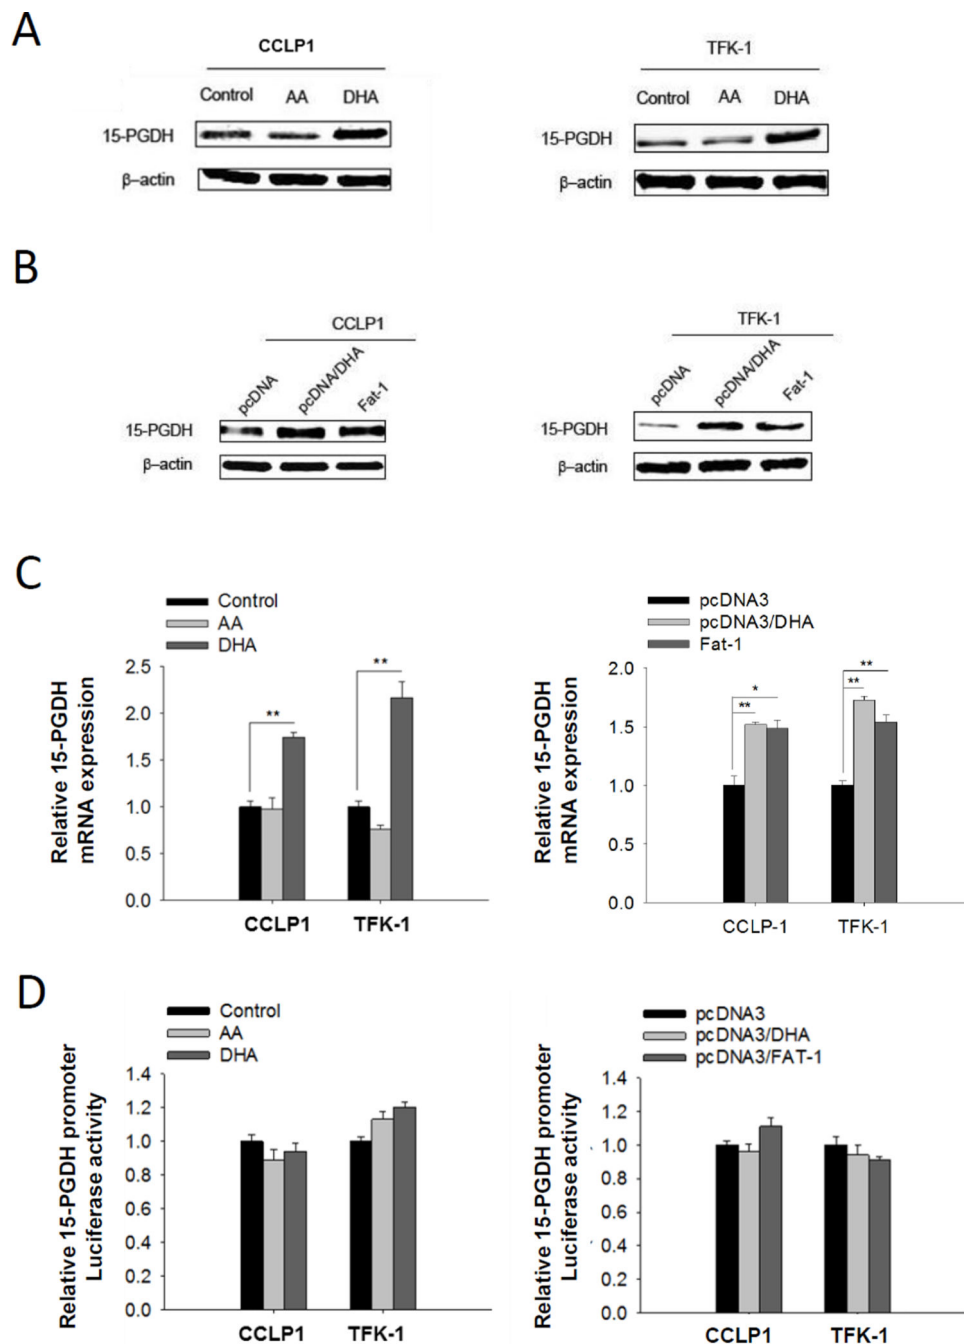 A
CCLP1
Control AA DHA
15-PGDH
β–actin
TFK-1
Control AA DHA
15-PGDH
β–actin
B
CCLP1
pcDNA pcDNA/DHA Fat-1
15-PGDH
β–actin
TFK-1
pcDNA pcDNA/DHA Fat-1
15-PGDH
β–actin
C
Control
AA
DHA
Relative 15-PGDH
mRNA expression
2.5
2.0
1.5
1.0
0.5
0.0
**
**
CCLP1 TFK-1
pcDNA3
pcDNA3/DHA
Fat-1
Relative 15-PGDH
mRNA expression
2.0
1.5
1.0
0.5
0.0
*
**
**
**
CCLP-1 TFK-1
D
Control
AA
DHA
Relative 15-PGDH promoter
Luciferase activity
1.4
1.2
1.0
0.8
0.6
0.4
0.2
0.0
CCLP1 TFK-1
pcDNA3
pcDNA3/DHA
pcDNA3/FAT-1
Relative 15-PGDH promoter
Luciferase activity
1.4
1.2
1.0
0.8
0.6
0.4
0.2
0.0
CCLP1 TFK-1